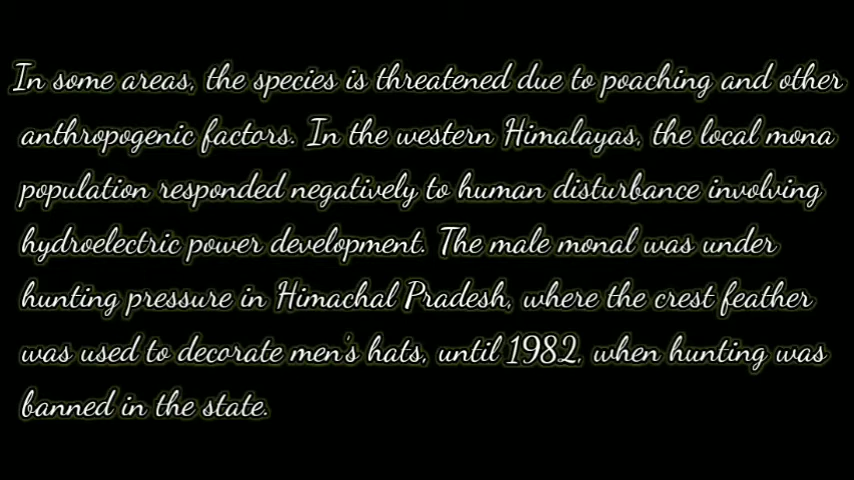 In some areas, the species is threatened due to poaching and other
anthropogenic factors. In the western Himalayas, the local mona
population responded negatively to human disturbance involving
hydroelectric power development. The male monal was under
hunting pressure in Himachal Pradesh, where the crest feather
was used to decorate men's hats, until 1982, when hunting was
banned in the state.